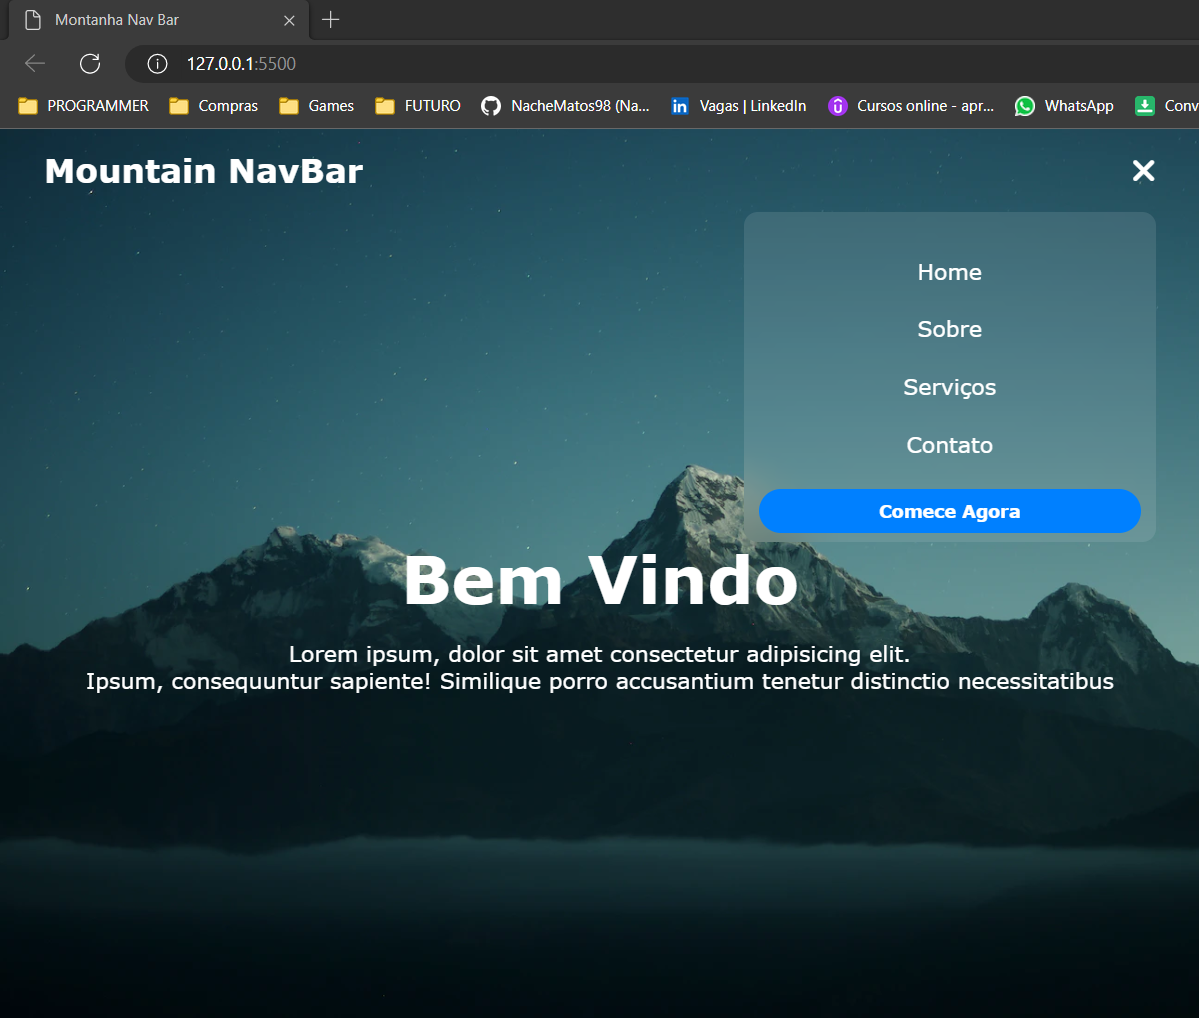 Montanha Nav Bar
127.0.0.1:5500
PROGRAMMER Compras Games FUTURO NacheMatos98 (Na... in Vagas | LinkedIn Cursos online - apr... WhatsApp Conv
Mountain NavBar
Home
Sobre
Serviços
Contato
Comece Agora
Bem Vindo
Lorem ipsum, dolor sit amet consectetur adipisicing elit.
Ipsum, consequuntur sapiente! Similique porro accusantium tenetur distinctio necessitatibus